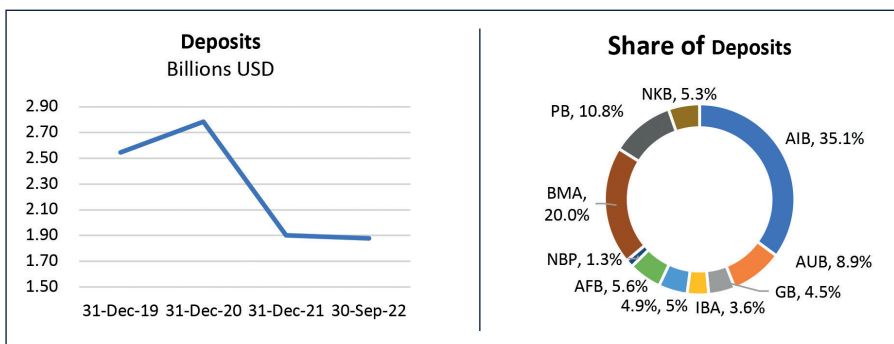 Deposits
Billions USD
2.90
2.70
2.50
2.30
2.10
1.90
1.70
1.50
31-Dec-19 31-Dec-20 31-Dec-21 30-Sep-22
Share of Deposits
NKB, 5.3%
PB, 10.8%
AIB, 35.1%
BMA,
20.0%
NBP, 1.3%
AUB, 8.9%
AFB, 5.6%
GB, 4.5%
4.9%, 5%
IBA, 3.6%